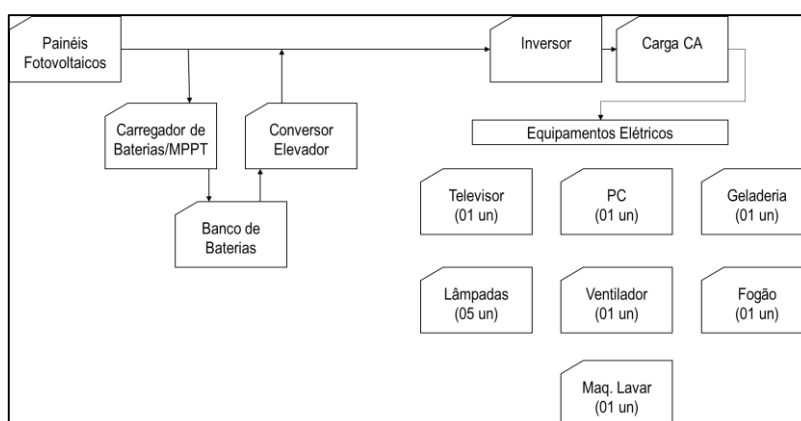 Painéis
Fotovoltaicos
Inversor
Carga CA
Carregador de
Baterias/MPPT
Conversor
Elevador
Equipamentos Elétricos
Banco de
Baterias
Televisor
(01 un)
PC
(01 un)
Geladeria
(01 un)
Lâmpadas
(05 un)
Ventilador
(01 un)
Fogão
(01 un)
Maq. Lavar
(01 un)